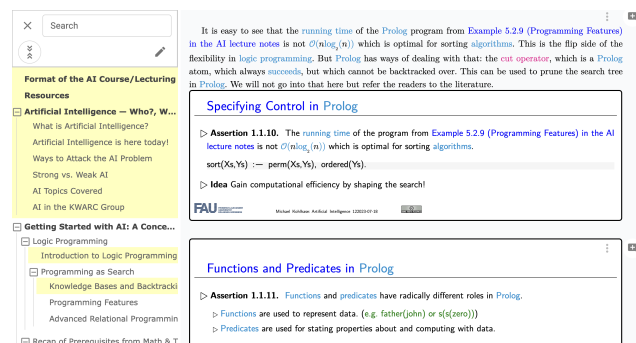 Search
Format of the AI Course/Lecturing
Resources
Artificial Intelligence — Who?, W...
What is Artificial Intelligence?
Artificial Intelligence is here today!
Ways to Attack the AI Problem
Strong vs. Weak AI
AI Topics Covered
AI in the KWARC Group
Getting Started with AI: A Conce...
Logic Programming
Introduction to Logic Programming
Programming as Search
Knowledge Bases and Backtracki
Programming Features
Advanced Relational Programmin
Recap of Prerequisites from Math & T
It is easy to see that the running time of the Prolog program from Example 5.2.9 (Programming Features)
in the AI lecture notes is not O(nlog₂(n)) which is optimal for sorting algorithms. This is the flip side of the
flexibility in logic programming. But Prolog has ways of dealing with that: the cut operator, which is a Prolog
atom, which always succeeds, but which cannot be backtracked over. This can be used to prune the search tree
in Prolog. We will not go into that here but refer the readers to the literature.
Specifying Control in Prolog
▷ Assertion 1.1.10. The running time of the program from Example 5.2.9 (Programming Features) in the AI
lecture notes is not O(nlog₂(n)) which is optimal for sorting algorithms.
sort(Xs,Ys) :− perm(Xs,Ys), ordered(Ys).
▷ Idea Gain computational efficiency by shaping the search!
FAU
Michael Kohlhase: Artificial Intelligence 1
2023-07-18
Functions and Predicates in Prolog
▷ Assertion 1.1.11. Functions and predicates have radically different roles in Prolog.
▷ Functions are used to represent data. (e.g. father(john) or s(s(zero)))
▷ Predicates are used for stating properties about and computing with data.